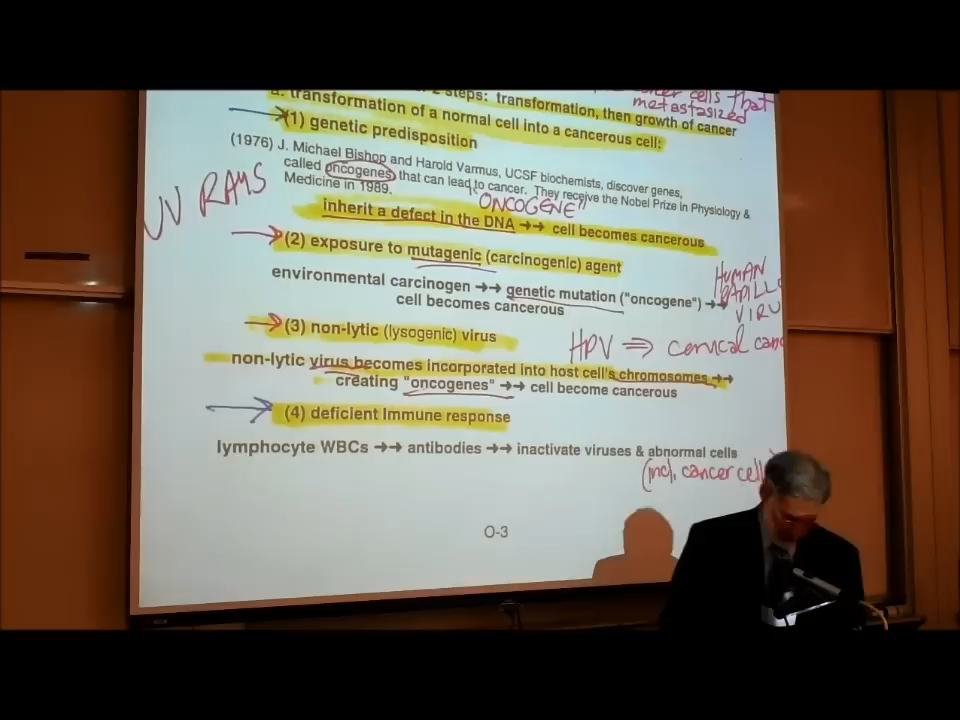 cells that
metastasized
steps: transformation, then growth of cancer
a. transformation of a normal cell into a cancerous cell:
(1) genetic predisposition
(1976) J. Michael Bishop and Harold Varmus, UCSF biochemists, discover genes,
called oncogenes that can lead to cancer. They receive the Nobel Prize in Physiology &
Medicine in 1989.
UV RAYS
"ONCOGENE"
inherit a defect in the DNA →→ cell becomes cancerous
(2) exposure to mutagenic (carcinogenic) agent
environmental carcinogen →→ genetic mutation ("oncogene") →→
cell becomes cancerous
HUMAN
PAPILLO
VIRU
(3) non-lytic (lysogenic) virus
HPV ⇒ cervical canc
non-lytic virus becomes incorporated into host cell's chromosomes →→
creating "oncogenes" →→ cell become cancerous
(4) deficient Immune response
lymphocyte WBCs →→ antibodies →→ inactivate viruses & abnormal cells
(incl. cancer cell
O-3